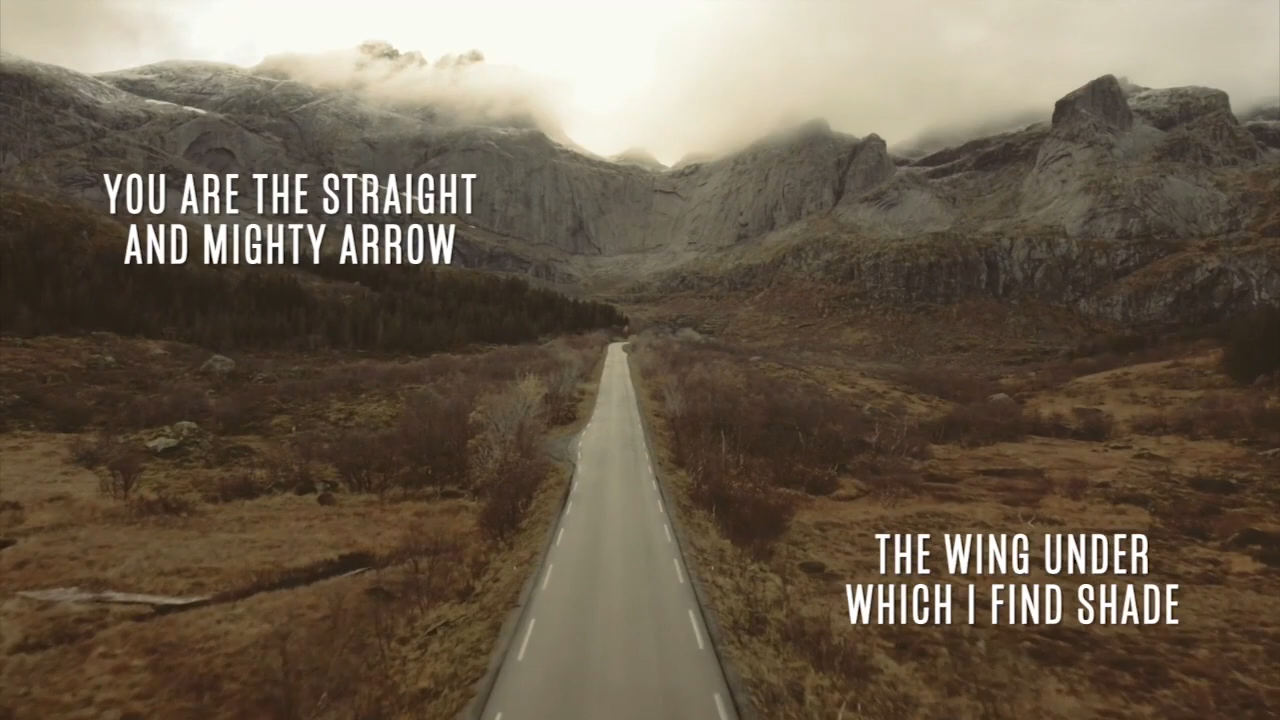 YOU ARE THE STRAIGHT
AND MIGHTY ARROW
THE WING UNDER
WHICH I FIND SHADE